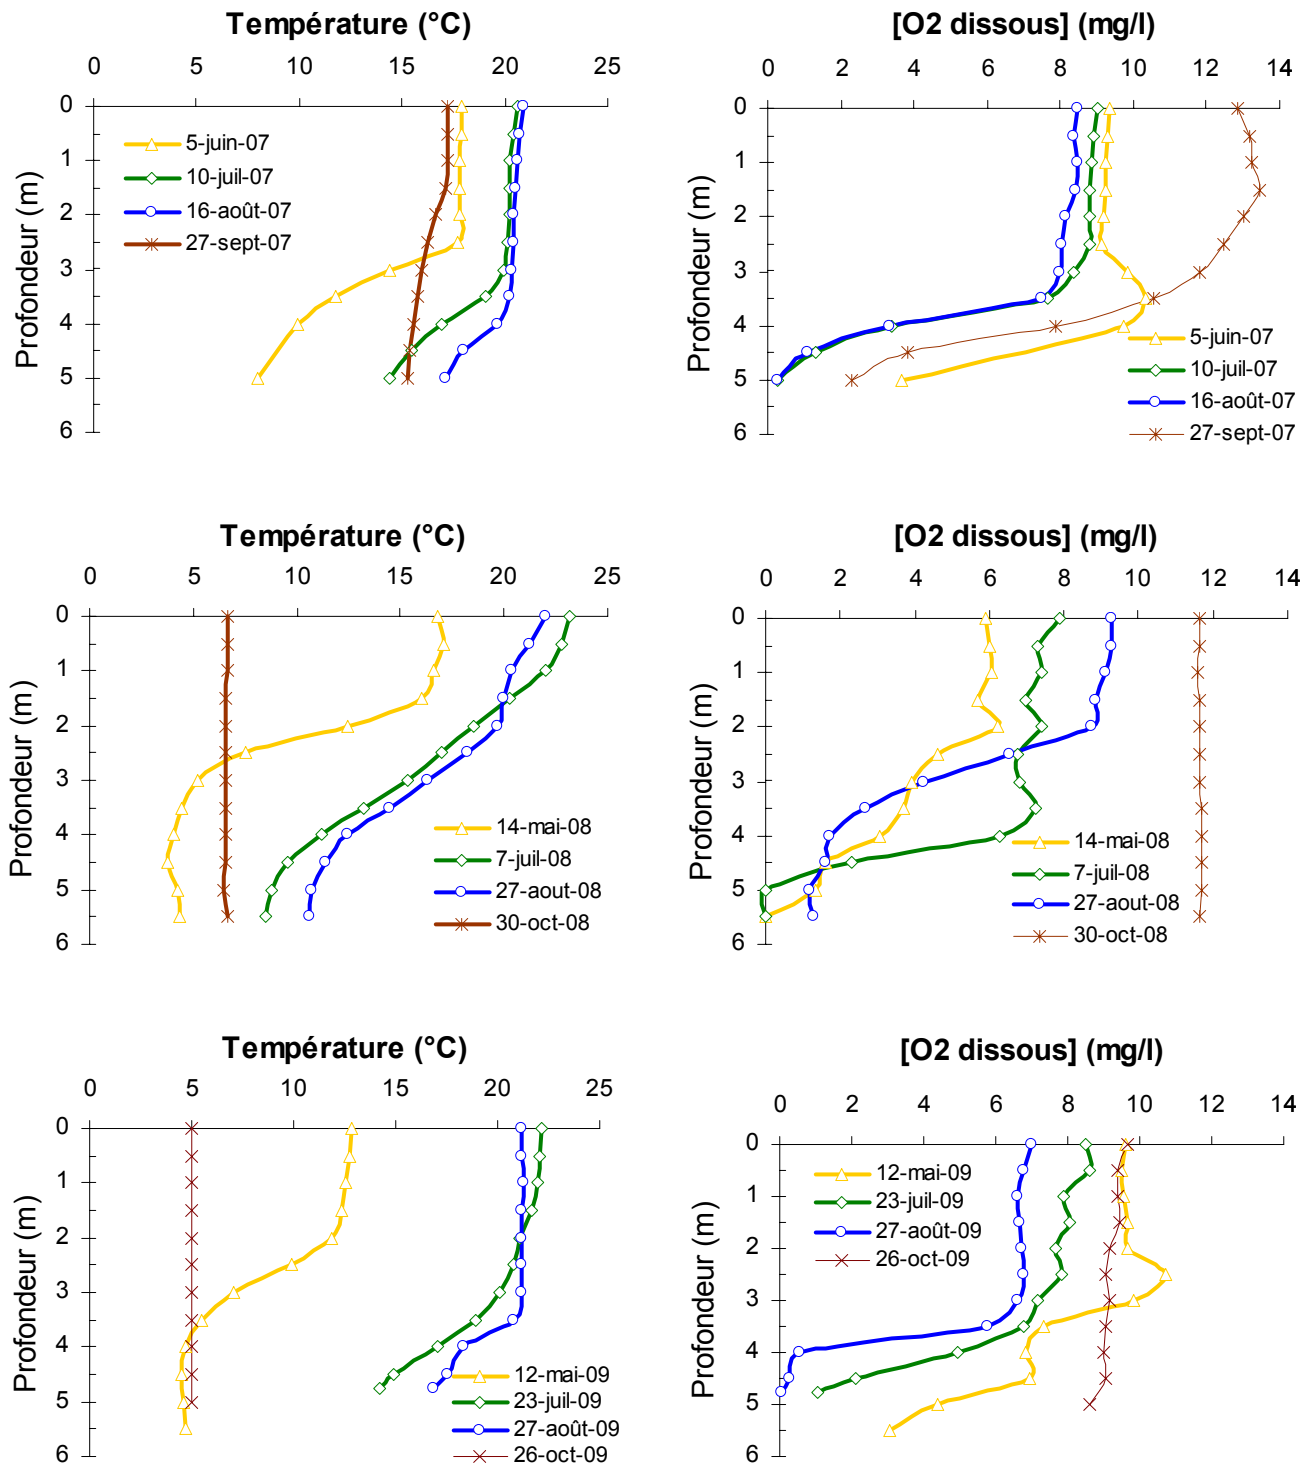 Température (°C)
0 5 10 15 20 25
Profondeur (m)
0
1
2
3
4
5
6
5-juin-07
10-juil-07
16-août-07
27-sept-07
[O2 dissous] (mg/l)
0 2 4 6 8 10 12 14
Profondeur (m)
0
1
2
3
4
5
6
5-juin-07
10-juil-07
16-août-07
27-sept-07
Température (°C)
0 5 10 15 20 25
Profondeur (m)
0
1
2
3
4
5
6
14-mai-08
7-juil-08
27-aout-08
30-oct-08
[O2 dissous] (mg/l)
0 2 4 6 8 10 12 14
Profondeur (m)
0
1
2
3
4
5
6
14-mai-08
7-juil-08
27-aout-08
30-oct-08
Température (°C)
0 5 10 15 20 25
Profondeur (m)
0
1
2
3
4
5
6
12-mai-09
23-juil-09
27-août-09
26-oct-09
[O2 dissous] (mg/l)
0 2 4 6 8 10 12 14
Profondeur (m)
0
1
2
3
4
5
6
12-mai-09
23-juil-09
27-août-09
26-oct-09